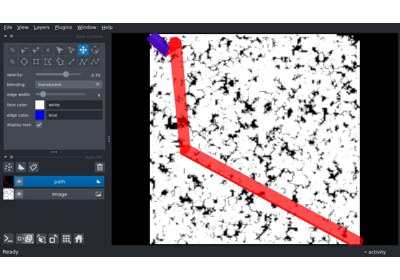 File View Layers Plugins Window Help
opacity: 0.70
blending: translucent
edge width:
face color: white
edge color: blue
display text:
path
Image
Ready
activity